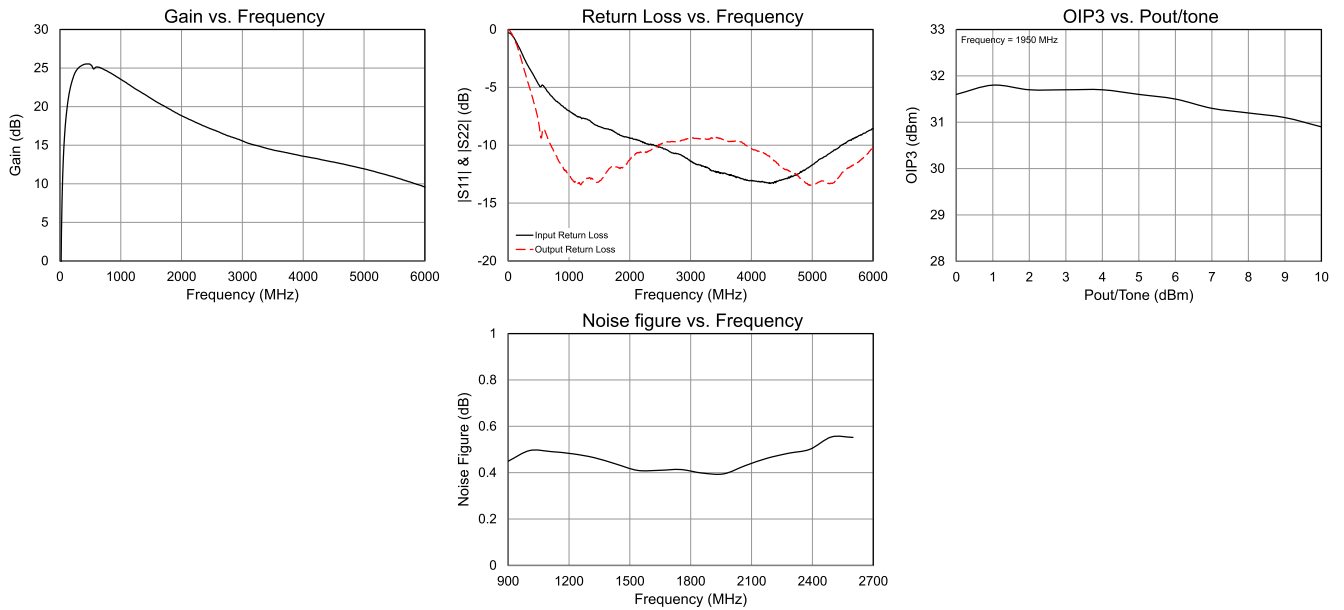 Gain vs. Frequency
Gain (dB)
30
25
20
15
10
5
0
0 1000 2000 3000 4000 5000 6000
Frequency (MHz)
Return Loss vs. Frequency
|S11| & |S22| (dB)
0
-5
-10
-15
-20
Input Return Loss
Output Return Loss
0 1000 2000 3000 4000 5000 6000
Frequency (MHz)
OIP3 vs. Pout/tone
Frequency = 1950 MHz
OIP3 (dBm)
33
32
31
30
29
28
0 1 2 3 4 5 6 7 8 9 10
Pout/Tone (dBm)
Noise figure vs. Frequency
Noise Figure (dB)
1
0.8
0.6
0.4
0.2
0
900 1200 1500 1800 2100 2400 2700
Frequency (MHz)